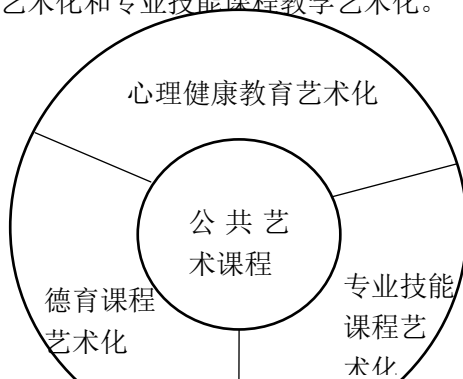 艺术化和专业技能课程教学艺术化。
心理健康教育艺术化
公共艺
术课程
德育课程
艺术化
专业技能
课程艺
术化